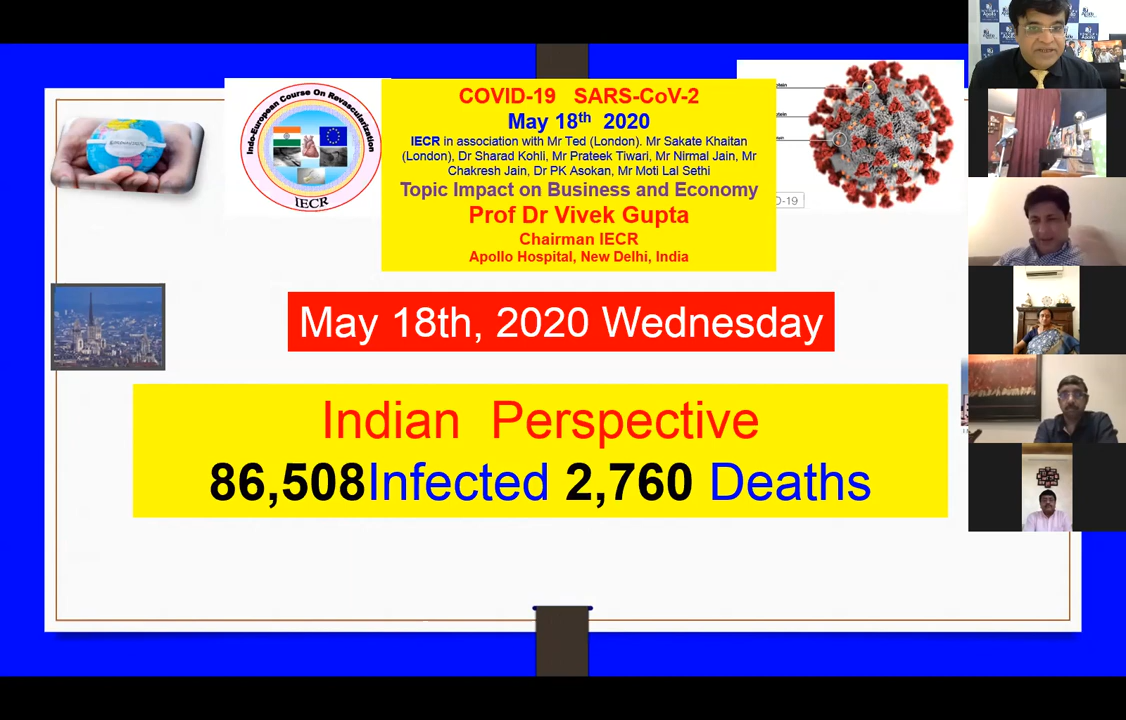 COVID-19 SARS-CoV-2
May 18th 2020
IECR in association with Mr Ted (London). Mr Sakate Khaitan
(London), Dr Sharad Kohli, Mr Prateek Tiwari, Mr Nirmal Jain, Mr
Chakresh Jain, Dr PK Asokan, Mr Moti Lal Sethi
Topic Impact on Business and Economy
Prof Dr Vivek Gupta
Chairman IECR
Apollo Hospital, New Delhi, India
Indo-European Course On Revascularization
IECR
D-19
May 18th, 2020 Wednesday
Indian Perspective
86,508Infected 2,760 Deaths
Apollo